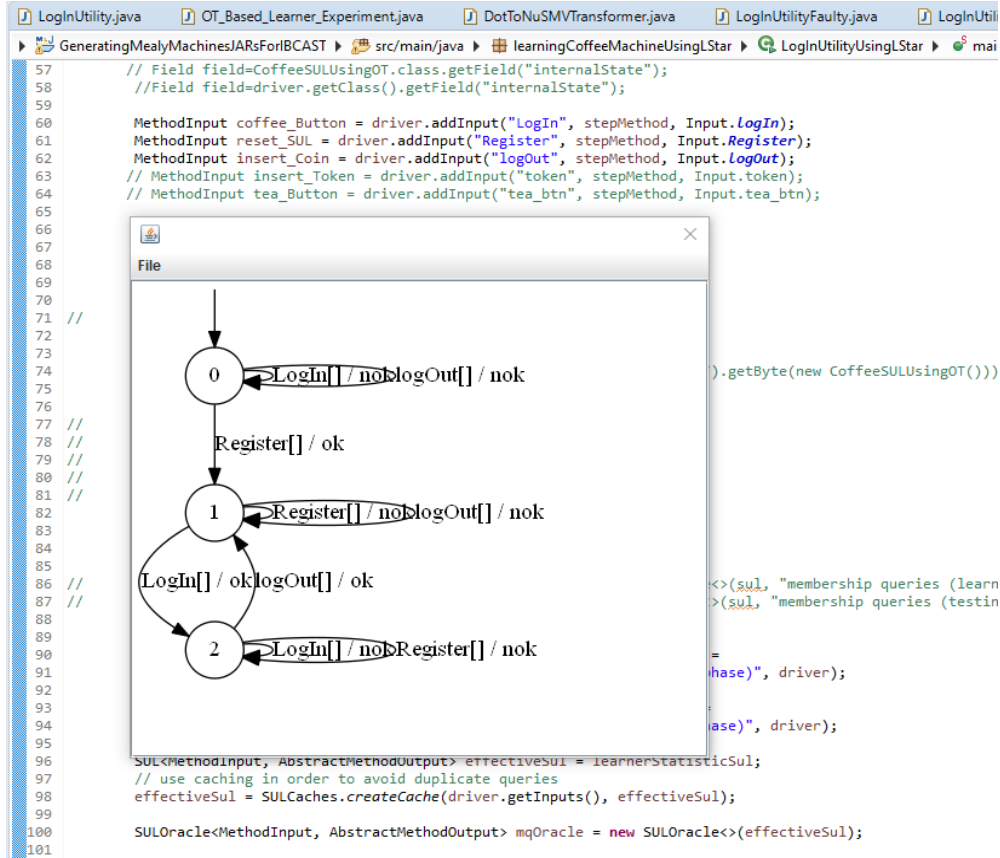 LogInUtility.java OT_Based_Learner_Experiment.java DotToNuSMVTransformer.java LogInUtilityFaulty.java LogInUtil
GeneratingMealyMachinesJARsForIBCAST src/main/java learningCoffeeMachineUsingLStar LogInUtilityUsingLStar mai
57 // Field field=CoffeeSULUsingOT.class.getField("internalState");
58 //Field field=driver.getClass().getField("internalState");
59
60 MethodInput coffee_Button = driver.addInput("LogIn", stepMethod, Input.logIn);
61 MethodInput reset_SUL = driver.addInput("Register", stepMethod, Input.Register);
62 MethodInput insert_Coin = driver.addInput("logOut", stepMethod, Input.logOut);
63 // MethodInput insert_Token = driver.addInput("token", stepMethod, Input.token);
64 // MethodInput tea_Button = driver.addInput("tea_btn", stepMethod, Input.tea_btn);
65
66
67
68 File
69
70
71 //
72
73
74 ).getByte(new CoffeeSULUsingOT()))
0 LogIn[] / nok logOut[] / nok
75
76
77 //
78 // Register[] / ok
79 //
80 //
81 //
82
1 Register[] / nok logOut[] / nok
83
84
85
86 // <>(sul, "membership queries (learn
LogIn[] / ok logOut[] / ok
87 // >(sul, "membership queries (testin
88
89
90 =
2 LogIn[] / nok Register[] / nok
91 hase)", driver);
92
93 =
94 ase)", driver);
95
96 SUL<MethodInput, AbstractMethodOutput> effectiveSul = learnerStatisticSul;
97 // use caching in order to avoid duplicate queries
98 effectiveSul = SULCaches.createCache(driver.getInputs(), effectiveSul);
99
100 SULOracle<MethodInput, AbstractMethodOutput> mqOracle = new SULOracle<>(effectiveSul);
101